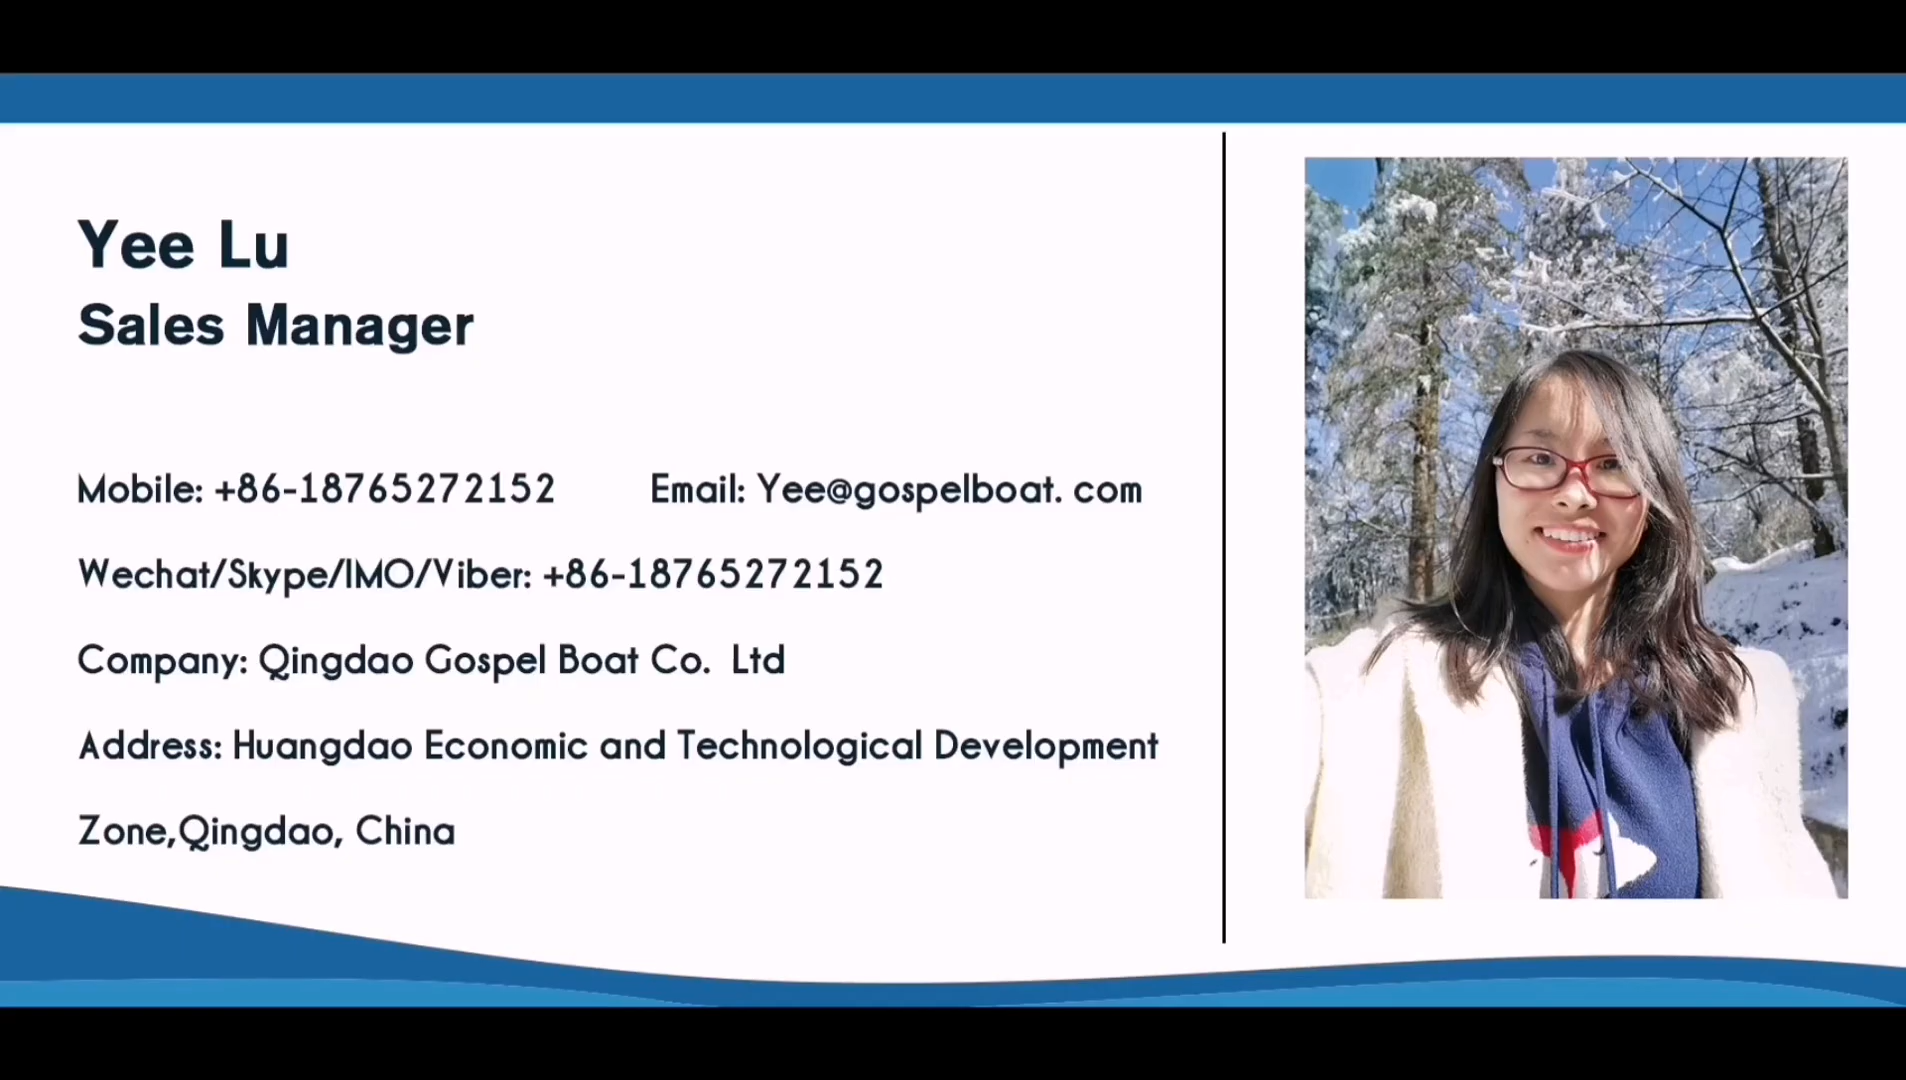 Yee Lu
Sales Manager
Mobile: +86-18765272152 Email: Yee@gospelboat. com
Wechat/Skype/IMO/Viber: +86-18765272152
Company: Qingdao Gospel Boat Co. Ltd
Address: Huangdao Economic and Technological Development
Zone,Qingdao, China